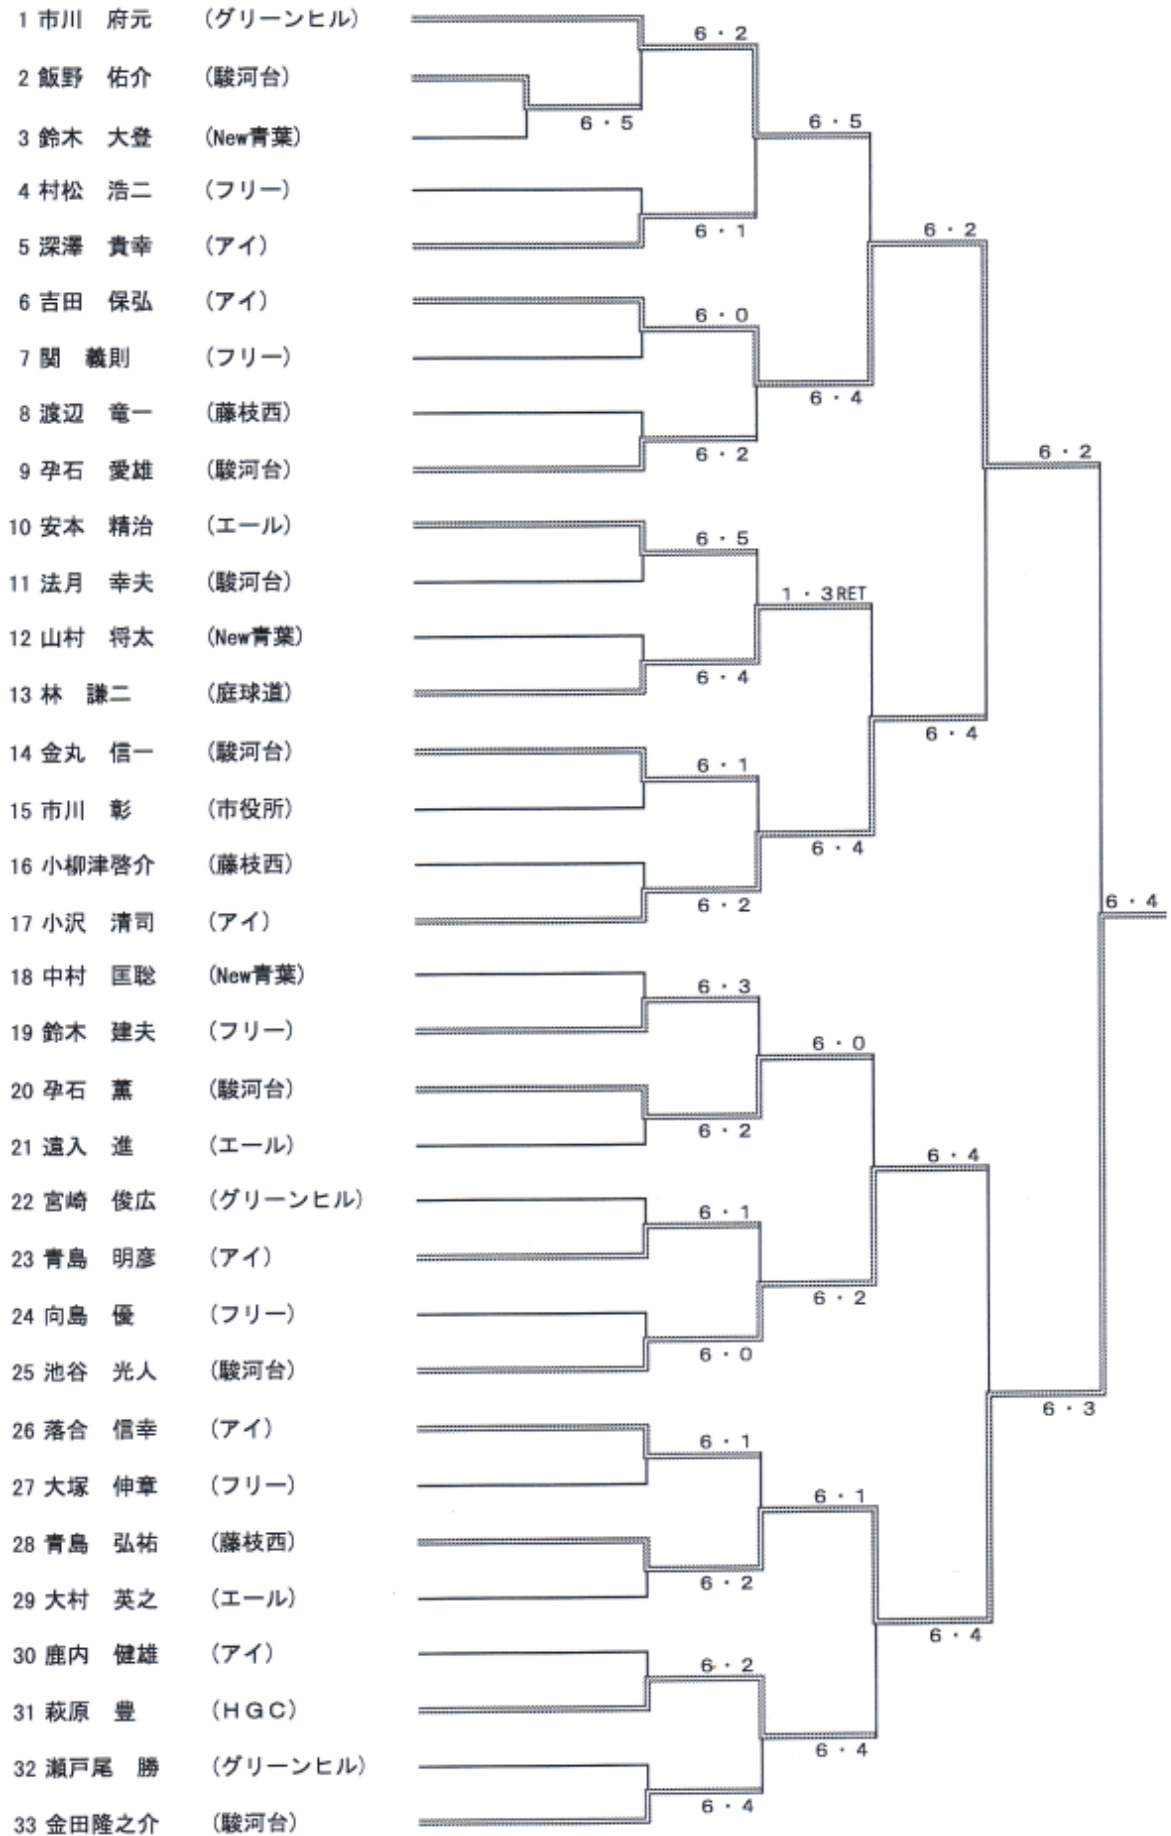 1 市川　府元　(グリーンヒル)
6・2
2 飯野　佑介　(駿河台)
6・5
6・5
3 鈴木　大登　(New青葉)
4 村松　浩二　(フリー)
6・1
6・2
5 深澤　貴幸　(アイ)
6 吉田　保弘　(アイ)
6・0
7 関　義則　(フリー)
6・4
8 渡辺　竜一　(藤枝西)
6・2
6・2
9 孕石　愛雄　(駿河台)
10 安本　精治　(エール)
6・5
11 法月　幸夫　(駿河台)
1・3RET
12 山村　将太　(New青葉)
6・4
13 林　謙二　(庭球道)
6・4
14 金丸　信一　(駿河台)
6・1
15 市川　彰　(市役所)
6・4
16 小柳津啓介　(藤枝西)
6・2
6・4
17 小沢　清司　(アイ)
18 中村　匡聡　(New青葉)
6・3
19 鈴木　建夫　(フリー)
6・0
20 孕石　薫　(駿河台)
6・2
21 遠入　進　(エール)
6・4
22 宮崎　俊広　(グリーンヒル)
6・1
23 青島　明彦　(アイ)
6・2
24 向島　優　(フリー)
6・0
25 池谷　光人　(駿河台)
6・3
26 落合　信幸　(アイ)
6・1
27 大塚　伸章　(フリー)
6・1
28 青島　弘祐　(藤枝西)
6・2
29 大村　英之　(エール)
6・4
30 鹿内　健雄　(アイ)
6・2
31 萩原　豊　(ＨＧＣ)
6・4
32 瀬戸尾　勝　(グリーンヒル)
6・4
33 金田隆之介　(駿河台)